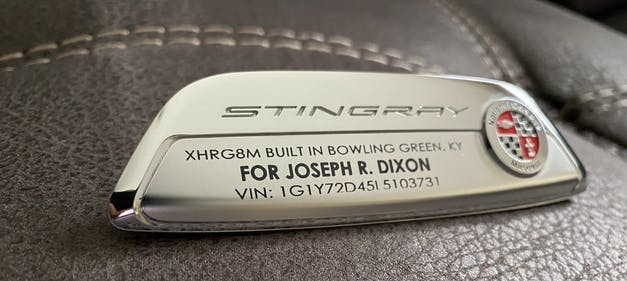 STINGRAY
XHRG8M BUILT IN BOWLING GREEN, KY
FOR JOSEPH R. DIXON
VIN: 1G1Y72D45L5103731